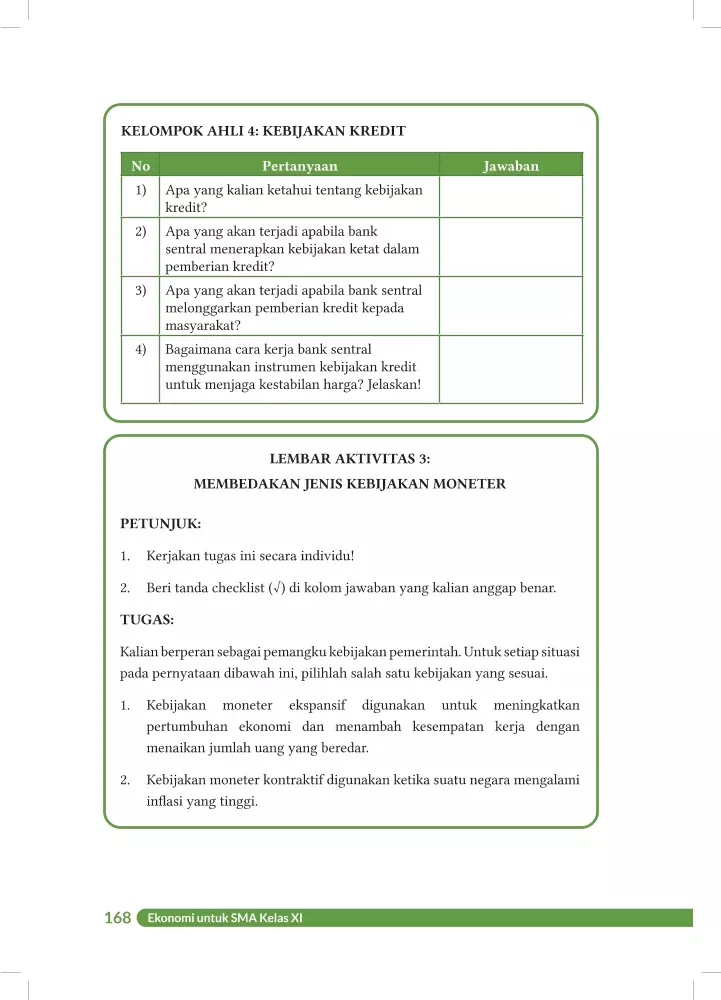 KELOMPOK AHLI 4: KEBIJAKAN KREDIT
No Pertanyaan Jawaban
1) Apa yang kalian ketahui tentang kebijakan
kredit?
2) Apa yang akan terjadi apabila bank
sentral menerapkan kebijakan ketat dalam
pemberian kredit?
3) Apa yang akan terjadi apabila bank sentral
melonggarkan pemberian kredit kepada
masyarakat?
4) Bagaimana cara kerja bank sentral
menggunakan instrumen kebijakan kredit
untuk menjaga kestabilan harga? Jelaskan!
LEMBAR AKTIVITAS 3:
MEMBEDAKAN JENIS KEBIJAKAN MONETER
PETUNJUK:
1. Kerjakan tugas ini secara individu!
2. Beri tanda checklist (√) di kolom jawaban yang kalian anggap benar.
TUGAS:
Kalian berperan sebagai pemangku kebijakan pemerintah. Untuk setiap situasi
pada pernyataan dibawah ini, pilihlah salah satu kebijakan yang sesuai.
1. Kebijakan moneter ekspansif digunakan untuk meningkatkan
pertumbuhan ekonomi dan menambah kesempatan kerja dengan
menaikan jumlah uang yang beredar.
2. Kebijakan moneter kontraktif digunakan ketika suatu negara mengalami
inflasi yang tinggi.
168 Ekonomi untuk SMA Kelas XI